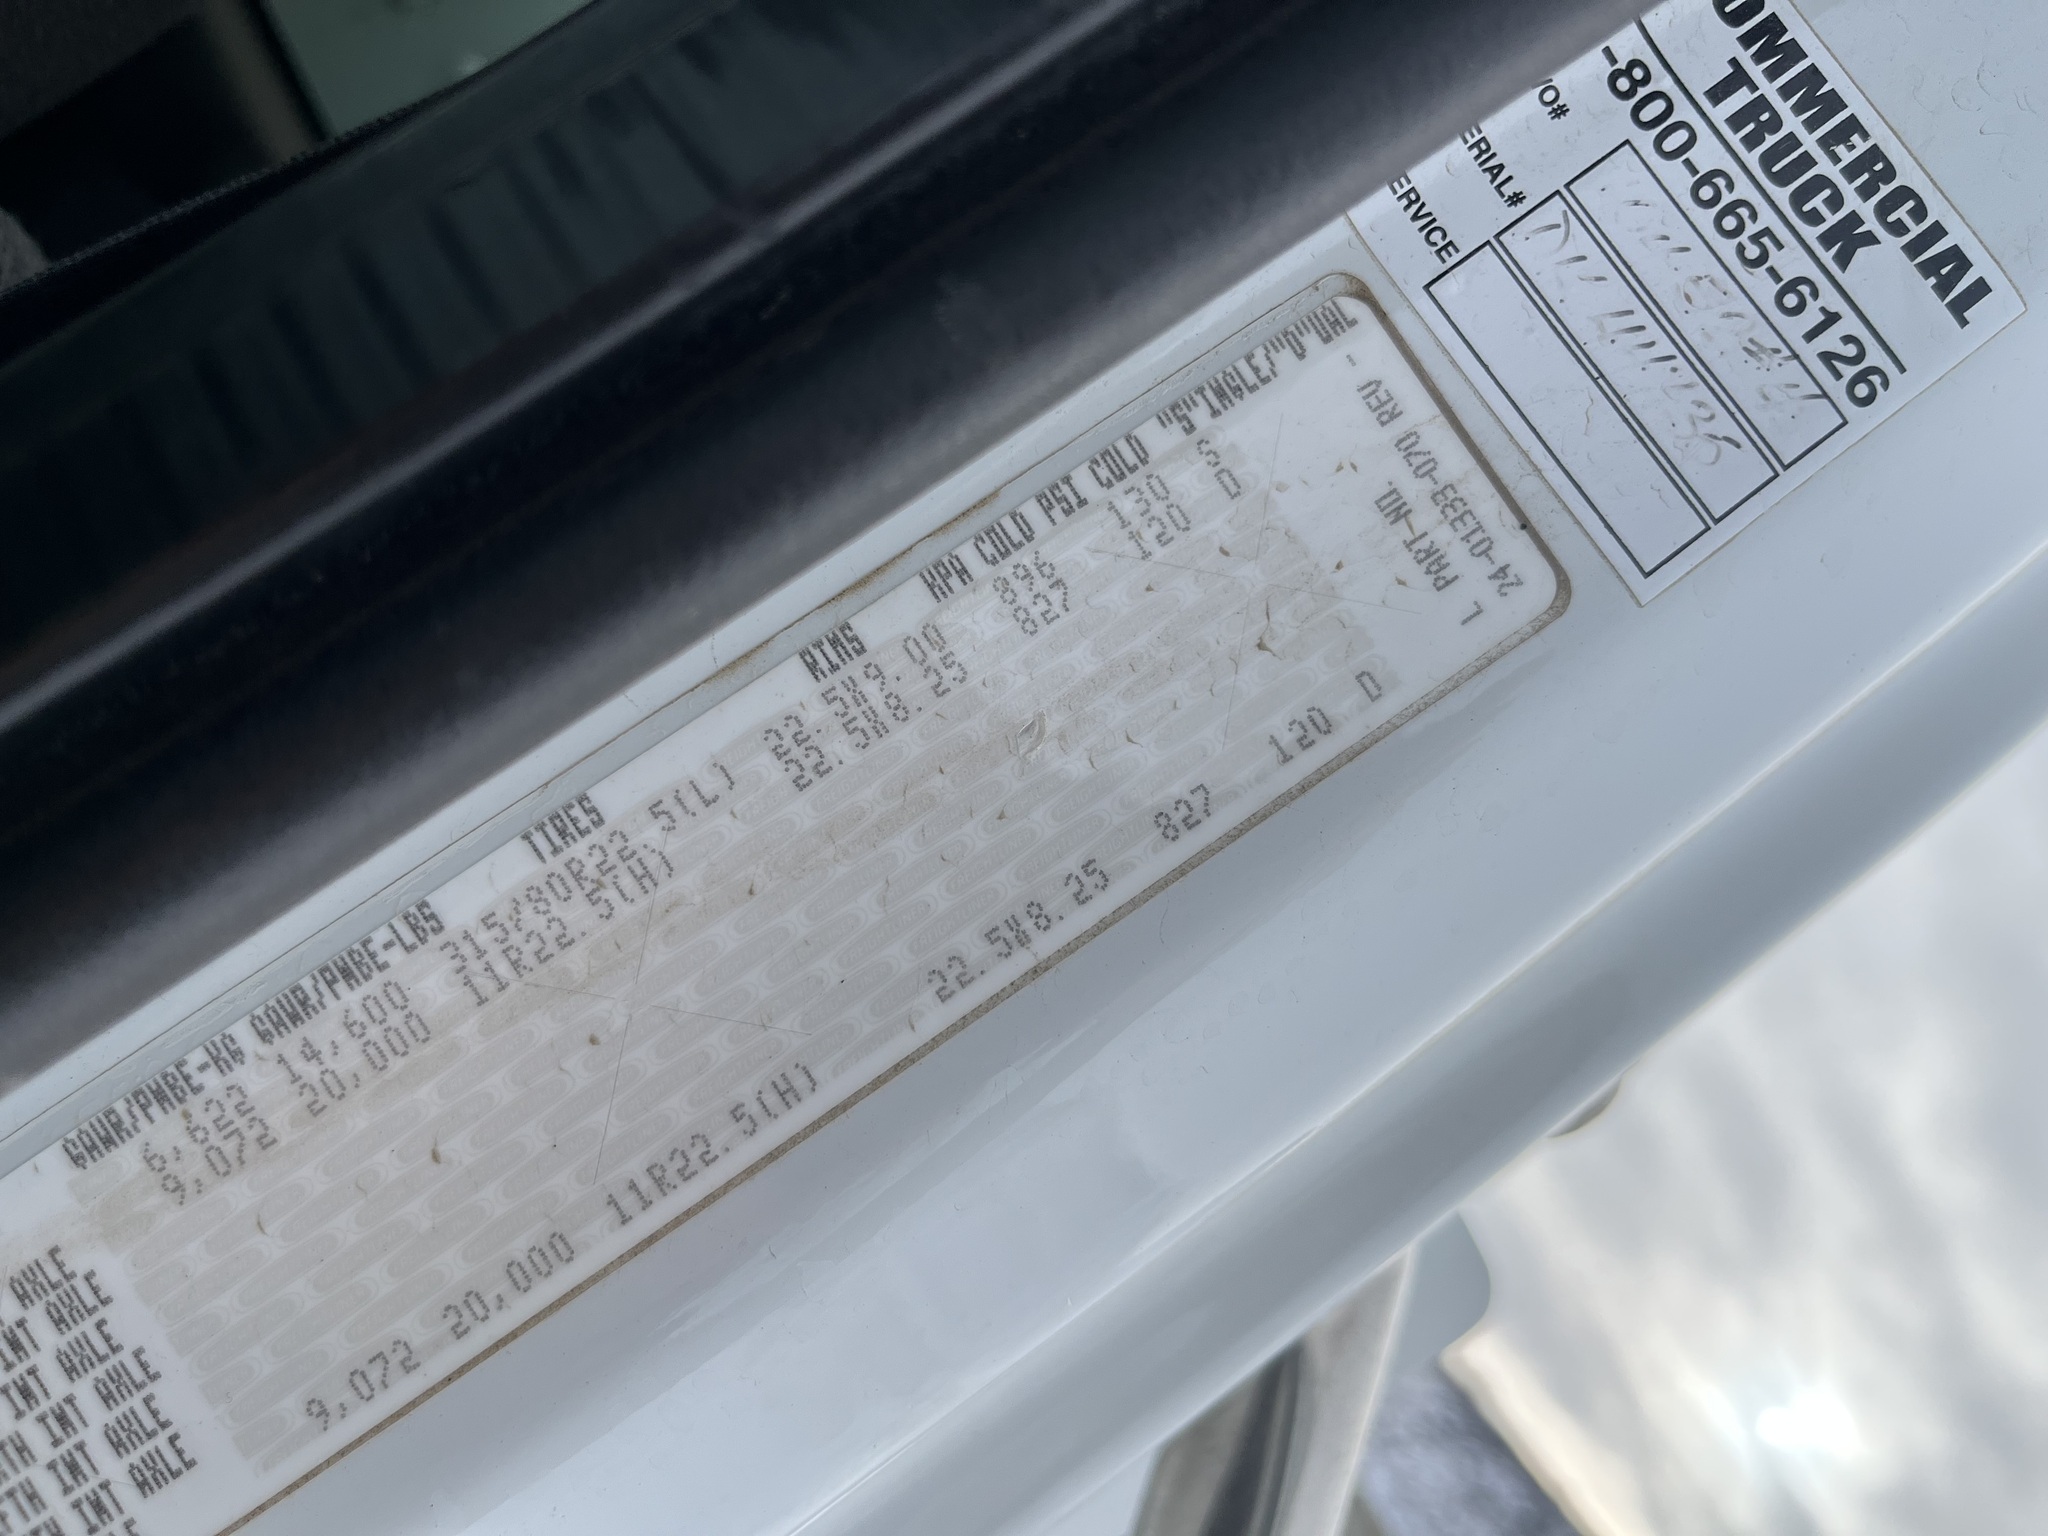 OMMERCIAL
TRUCK
-800-665-6126
/O#
ERIAL#
ERVICE
GAWR/PNBE-KG GAWR/PNBE-LBS TIRES RIMS KPA COLD PSI COLD "S"INGLE/"D"UAL
6,622 14,600 315/80R22.5(L) 22.5X9.00 896 130 S
9,072 20,000 11R22.5(H) 22.5X8.25 827 120 D
9,072 20,000 11R22.5(H) 22.5X8.25 827 120 D
AXLE
INT AXLE
INT AXLE
TH INT AXLE
FTH INT AXLE
TH INT AXLE
L PART NO.
24-01333-070 REV -